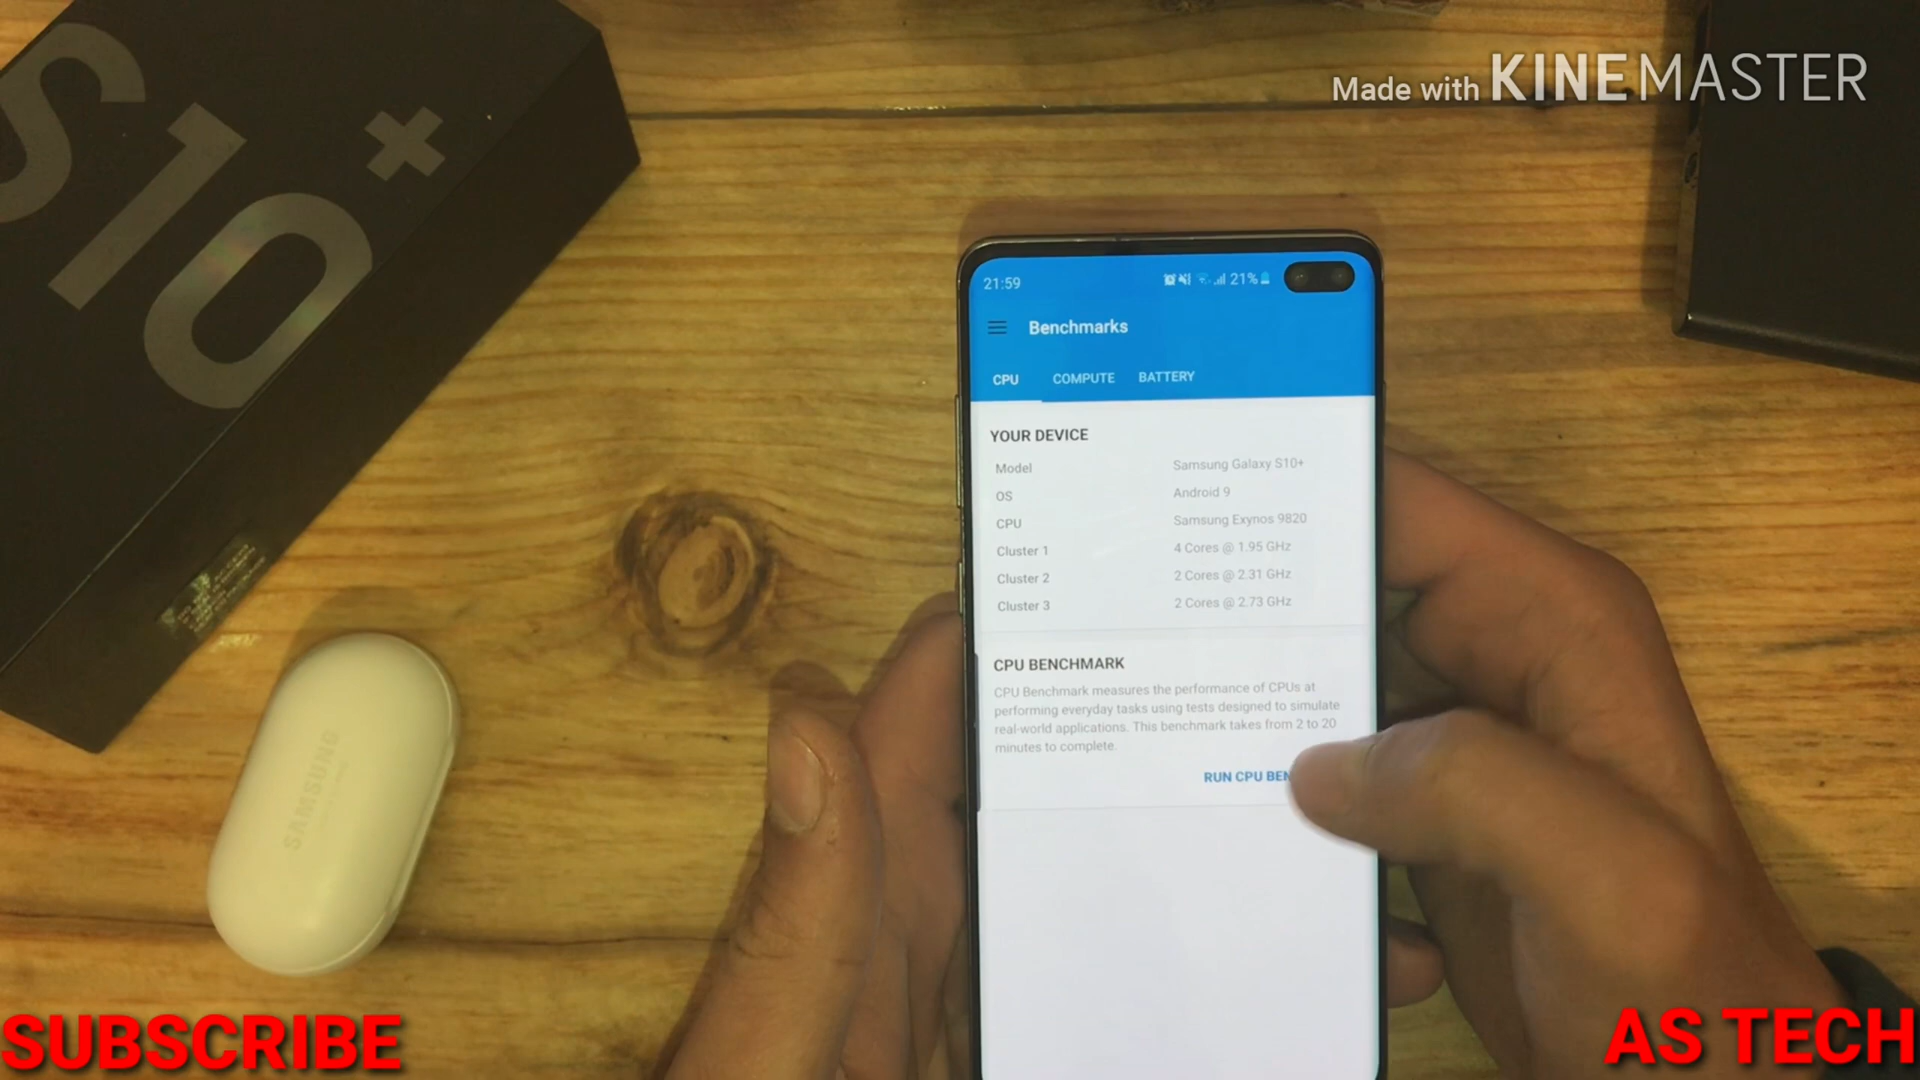 S10+
Made with KINEMASTER
21:59
21%
Benchmarks
CPU COMPUTE BATTERY
YOUR DEVICE
Model Samsung Galaxy S10+
OS Android 9
CPU Samsung Exynos 9820
Cluster 1 4 Cores @ 1.95 GHz
Cluster 2 2 Cores @ 2.31 GHz
Cluster 3 2 Cores @ 2.73 GHz
CPU BENCHMARK
CPU Benchmark measures the performance of CPUs at
performing everyday tasks using tests designed to simulate
real-world applications. This benchmark takes from 2 to 20
minutes to complete.
RUN CPU BEN
SAMSUNG
SUBSCRIBE
AS TECH